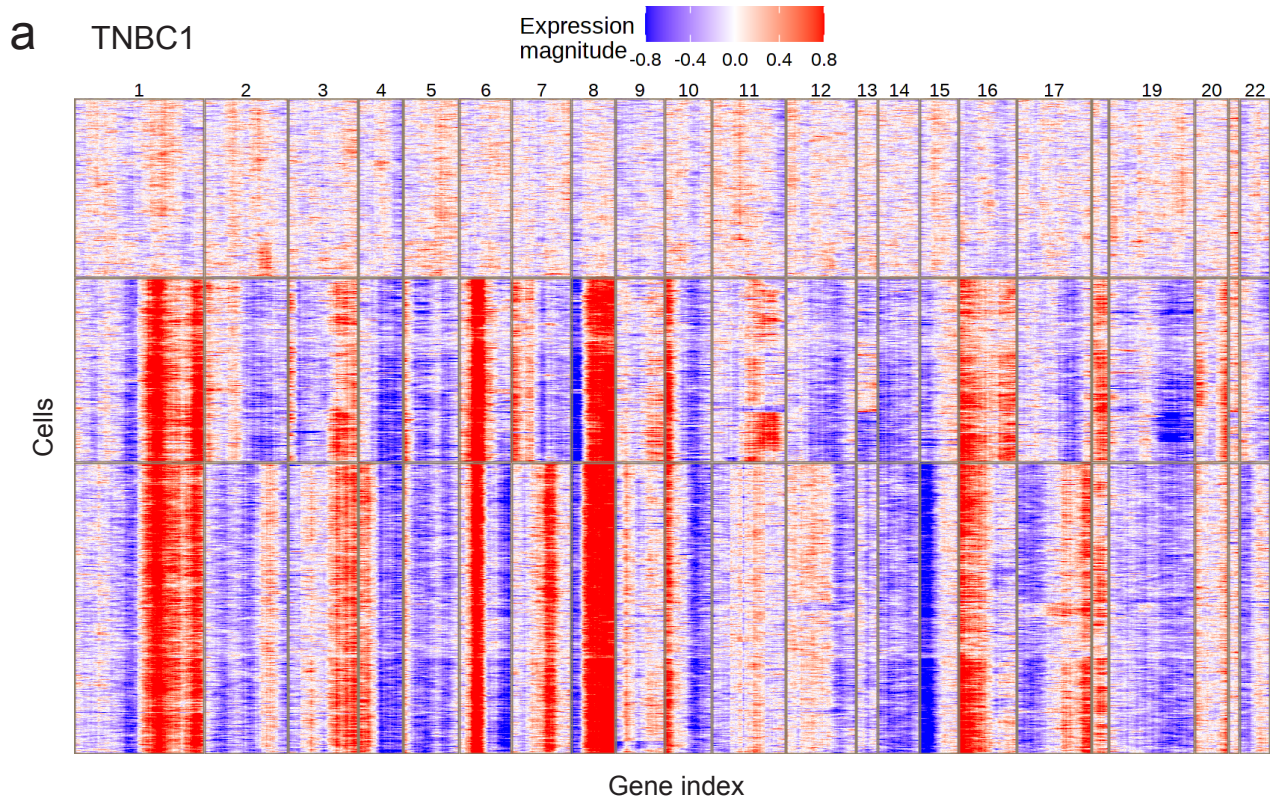 a TNBC1
Expression
magnitude
-0.8 -0.4 0.0 0.4 0.8
1 2 3 4 5 6 7 8 9 10 11 12 13 14 15 16 17 19 20 22
Cells
Gene index